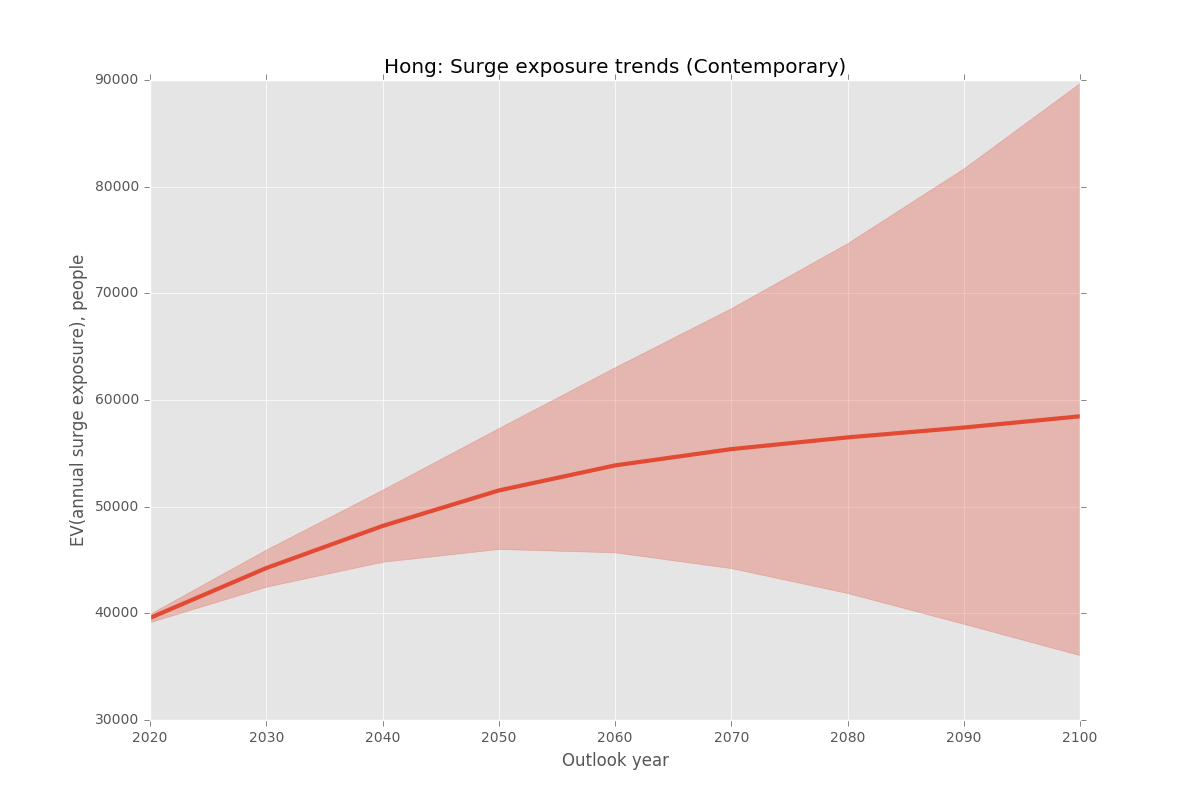 Hong: Surge exposure trends (Contemporary)
90000
80000
70000
60000
50000
40000
30000
EV(annual surge exposure), people
2020 2030 2040 2050 2060 2070 2080 2090 2100
Outlook year